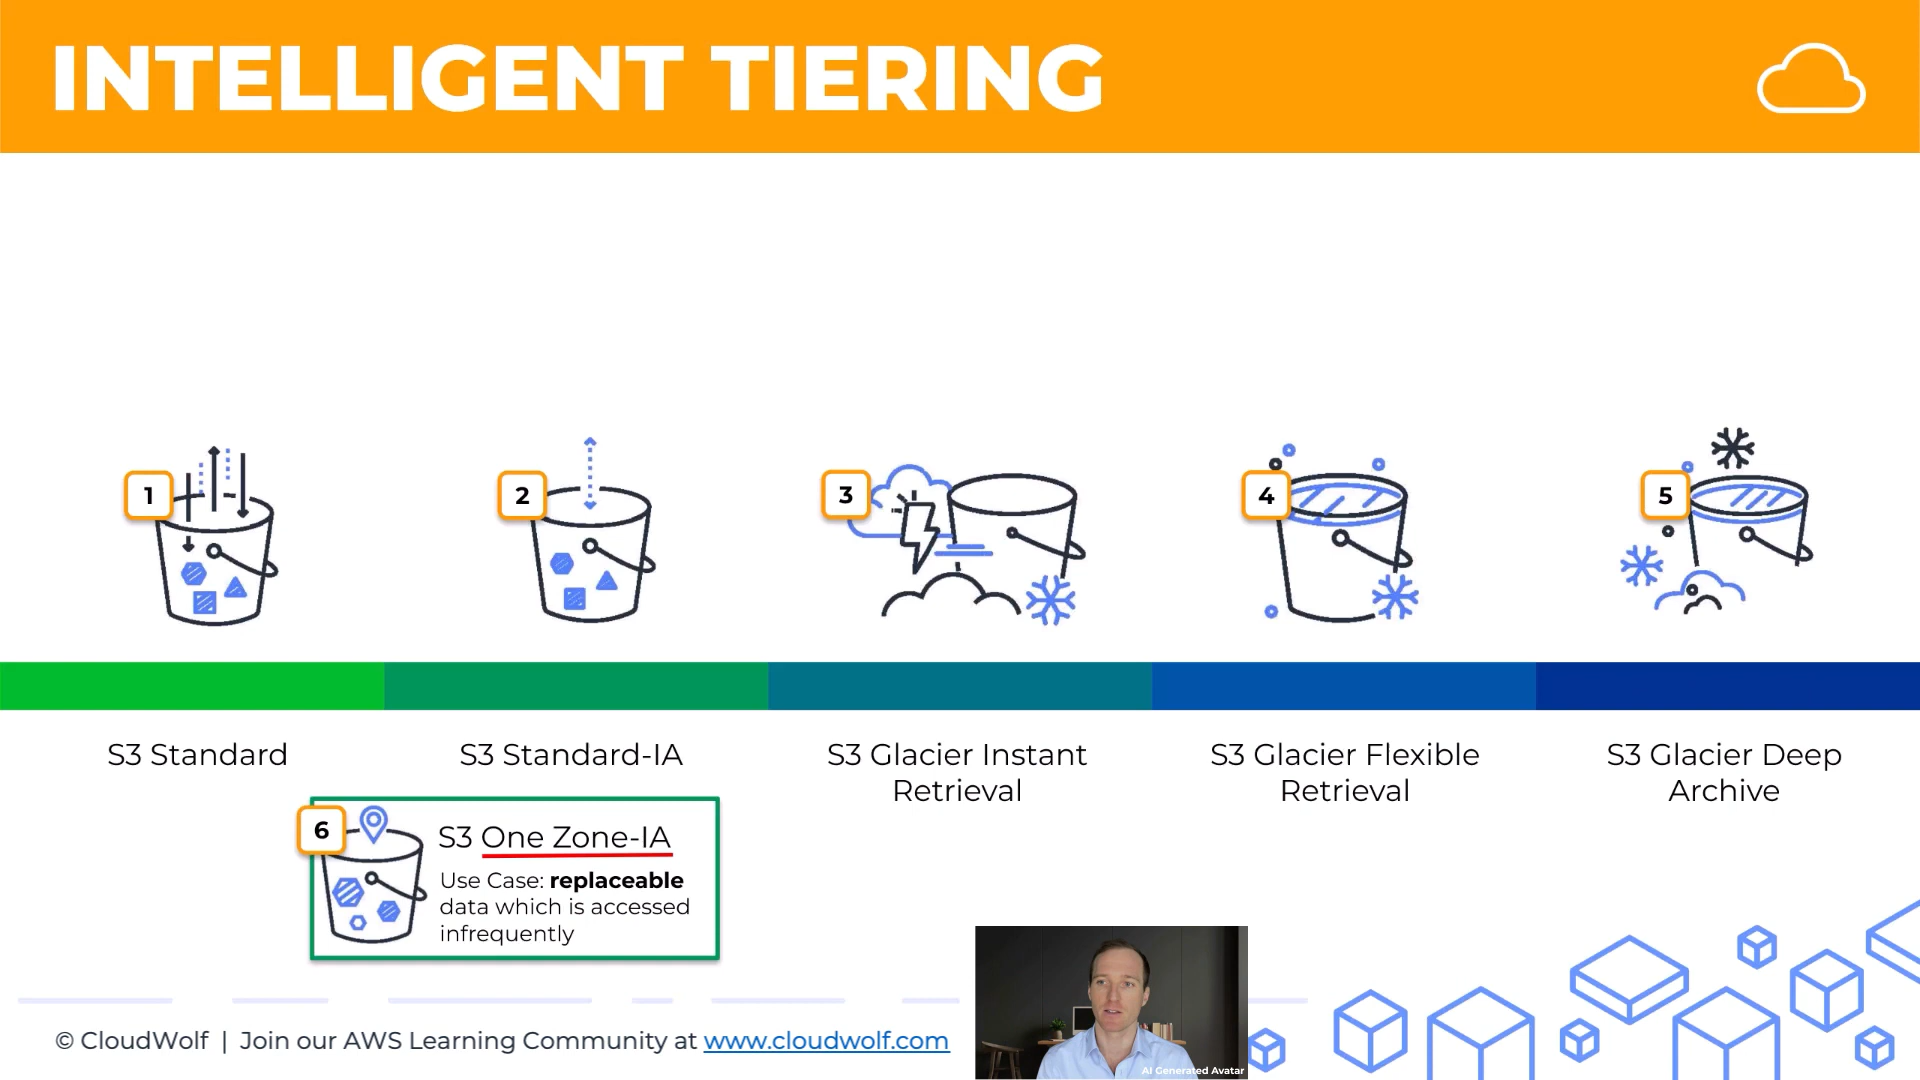 INTELLIGENT TIERING
1
2
3
4
5
S3 Standard
S3 Standard-IA
S3 Glacier Instant
Retrieval
S3 Glacier Flexible
Retrieval
S3 Glacier Deep
Archive
6
S3 One Zone-IA
Use Case: replaceable
data which is accessed
infrequently
© CloudWolf | Join our AWS Learning Community at www.cloudwolf.com
AI Generated Avatar